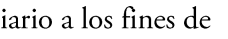 iario a los fines de